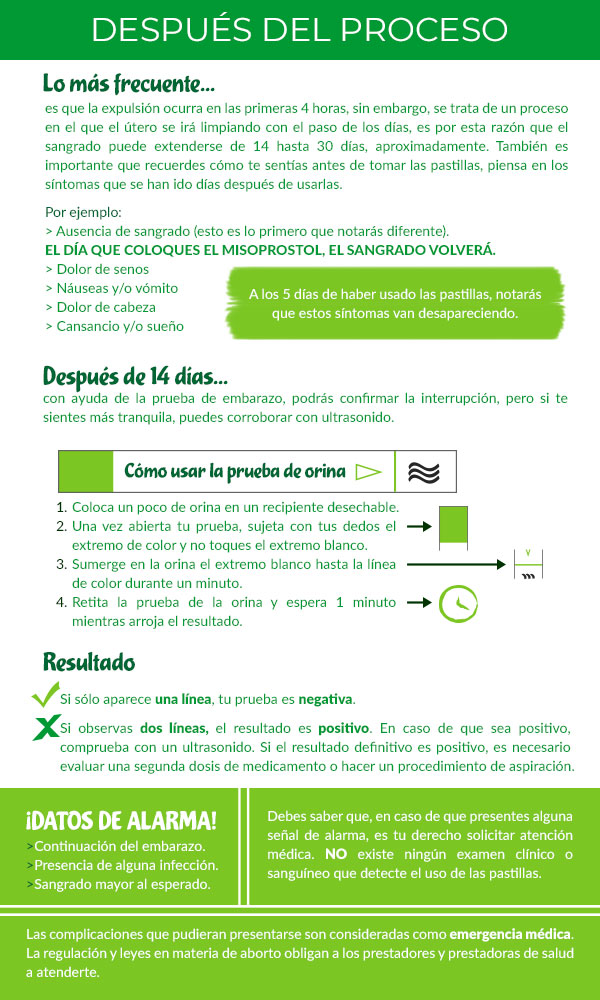 DESPUÉS DEL PROCESO
Lo más frecuente...
es que la expulsión ocurra en las primeras 4 horas, sin embargo, se trata de un proceso
en el que el útero se irá limpiando con el paso de los días, es por esta razón que el
sangrado puede extenderse de 14 hasta 30 días, aproximadamente. También es
importante que recuerdes cómo te sentías antes de tomar las pastillas, piensa en los
síntomas que se han ido días después de usarlas.
Por ejemplo:
> Ausencia de sangrado (esto es lo primero que notarás diferente).
EL DÍA QUE COLOQUES EL MISOPROSTOL, EL SANGRADO VOLVERÁ.
> Dolor de senos
> Náuseas y/o vómito
> Dolor de cabeza
> Cansancio y/o sueño
A los 5 días de haber usado las pastillas, notarás
que estos síntomas van desapareciendo.
Después de 14 días...
con ayuda de la prueba de embarazo, podrás confirmar la interrupción, pero si te
sientes más tranquila, puedes corroborar con ultrasonido.
Cómo usar la prueba de orina
1. Coloca un poco de orina en un recipiente desechable.
2. Una vez abierta tu prueba, sujeta con tus dedos el
extremo de color y no toques el extremo blanco.
3. Sumerge en la orina el extremo blanco hasta la línea
de color durante un minuto.
4. Retita la prueba de la orina y espera 1 minuto
mientras arroja el resultado.
Resultado
Si sólo aparece una línea, tu prueba es negativa.
Si observas dos líneas, el resultado es positivo. En caso de que sea positivo,
comprueba con un ultrasonido. Si el resultado definitivo es positivo, es necesario
evaluar una segunda dosis de medicamento o hacer un procedimiento de aspiración.
¡DATOS DE ALARMA!
>Continuación del embarazo.
>Presencia de alguna infección.
>Sangrado mayor al esperado.
Debes saber que, en caso de que presentes alguna
señal de alarma, es tu derecho solicitar atención
médica. NO existe ningún examen clínico o
sanguíneo que detecte el uso de las pastillas.
Las complicaciones que pudieran presentarse son consideradas como emergencia médica.
La regulación y leyes en materia de aborto obligan a los prestadores y prestadoras de salud
a atenderte.